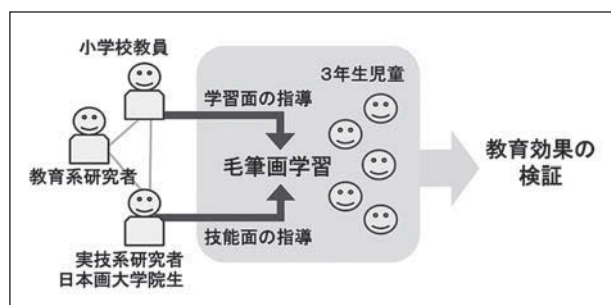 小学校教員
3年生児童
学習面の指導
教育系研究者
毛筆画学習
教育効果の
検証
技能面の指導
実技系研究者
日本画大学院生